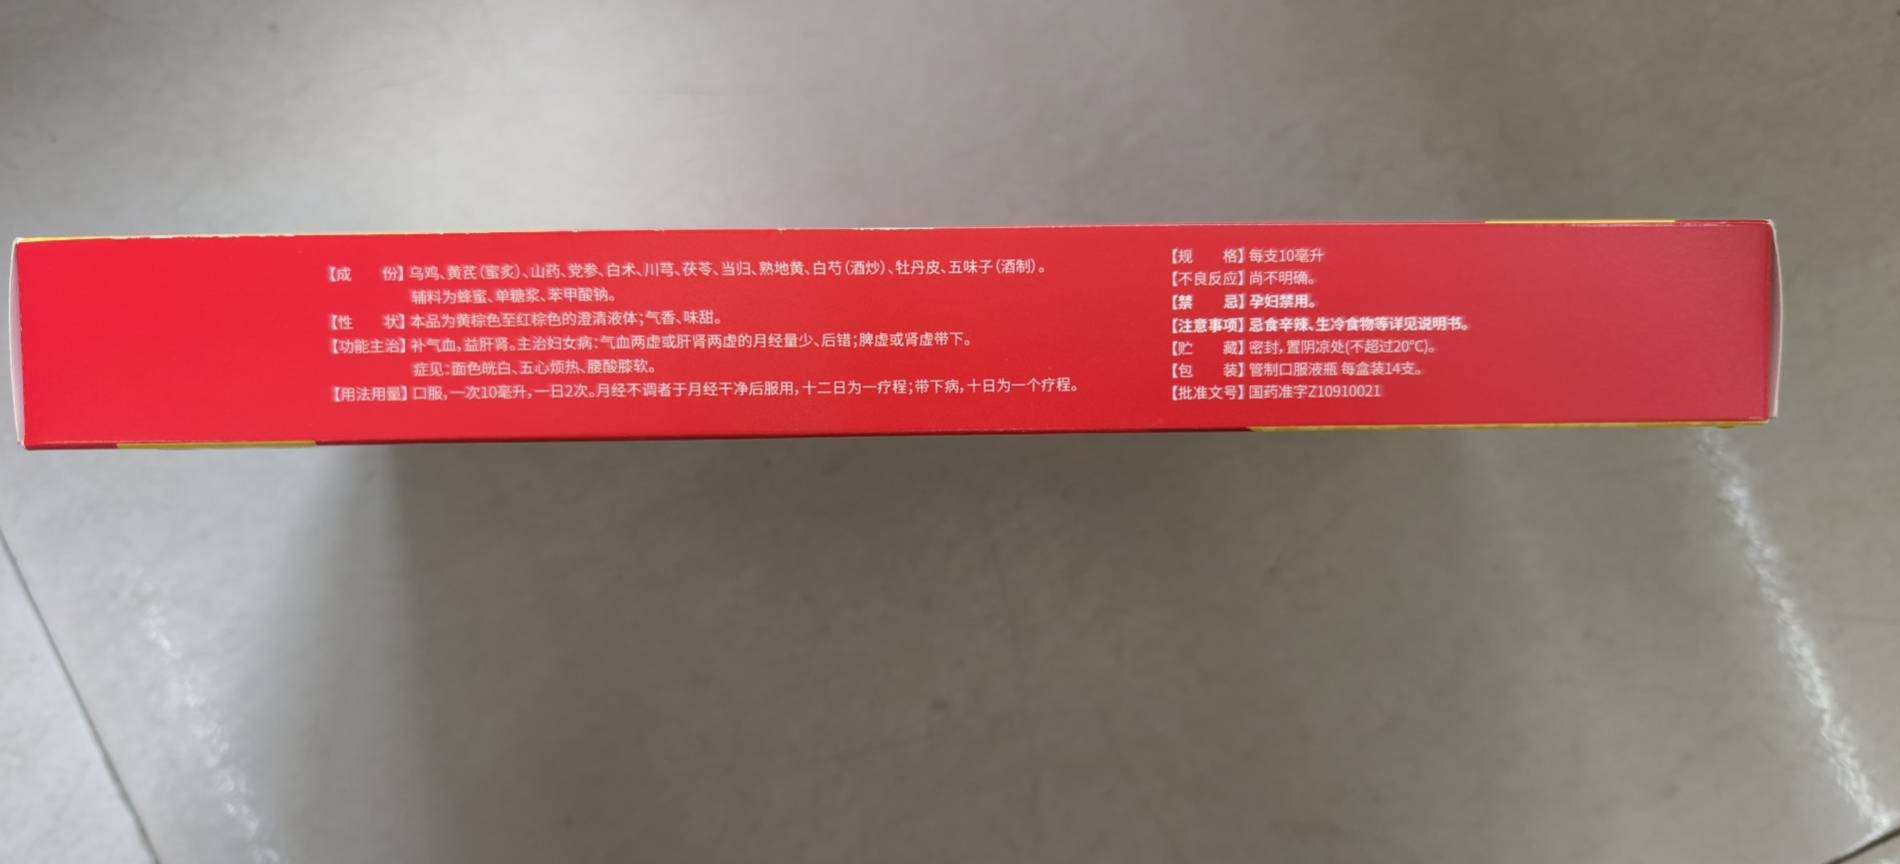 【成　　份】乌鸡、黄芪（蜜炙）、山药、党参、白术、川芎、茯苓、当归、熟地黄、白芍（酒炒）、牡丹皮、五味子（酒制）。
辅料为蜂蜜、单糖浆、苯甲酸钠。
【性　　状】本品为黄棕色至红棕色的澄清液体；气香、味甜。
【功能主治】补气血，益肝肾。主治妇女病：气血两虚或肝肾两虚的月经量少、后错；脾虚或肾虚带下。
症见：面色㿠白、五心烦热、腰酸膝软。
【用法用量】口服，一次10毫升，一日2次。月经不调者于月经干净后服用，十二日为一疗程；带下病，十日为一个疗程。
【规　　格】每支10毫升
【不良反应】尚不明确。
【禁　　忌】孕妇禁用。
【注意事项】忌食辛辣、生冷食物等详见说明书。
【贮　　藏】密封，置阴凉处(不超过20℃)。
【包　　装】管制口服液瓶 每盒装14支。
【批准文号】国药准字Z10910021